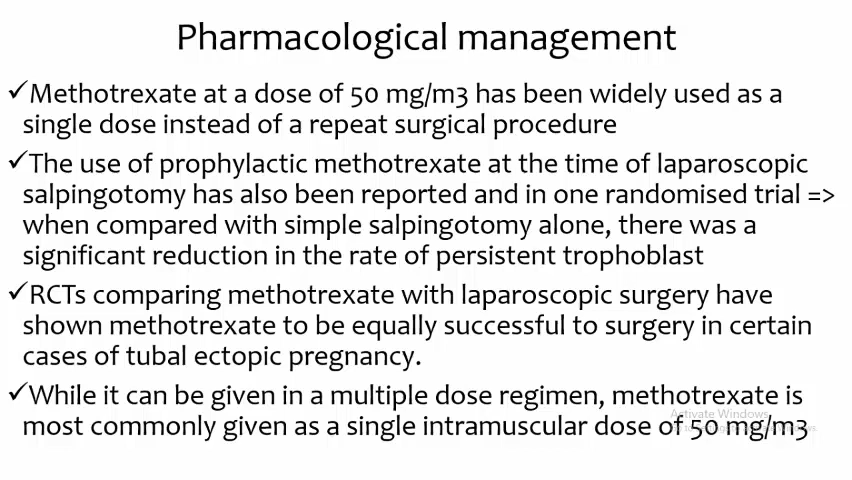 Pharmacological management
✓Methotrexate at a dose of 50 mg/m3 has been widely used as a
single dose instead of a repeat surgical procedure
✓The use of prophylactic methotrexate at the time of laparoscopic
salpingotomy has also been reported and in one randomised trial =>
when compared with simple salpingotomy alone, there was a
significant reduction in the rate of persistent trophoblast
✓RCTs comparing methotrexate with laparoscopic surgery have
shown methotrexate to be equally successful to surgery in certain
cases of tubal ectopic pregnancy.
✓While it can be given in a multiple dose regimen, methotrexate is
Activate Windows
most commonly given as a single intramuscular dose of 50 mg/m3